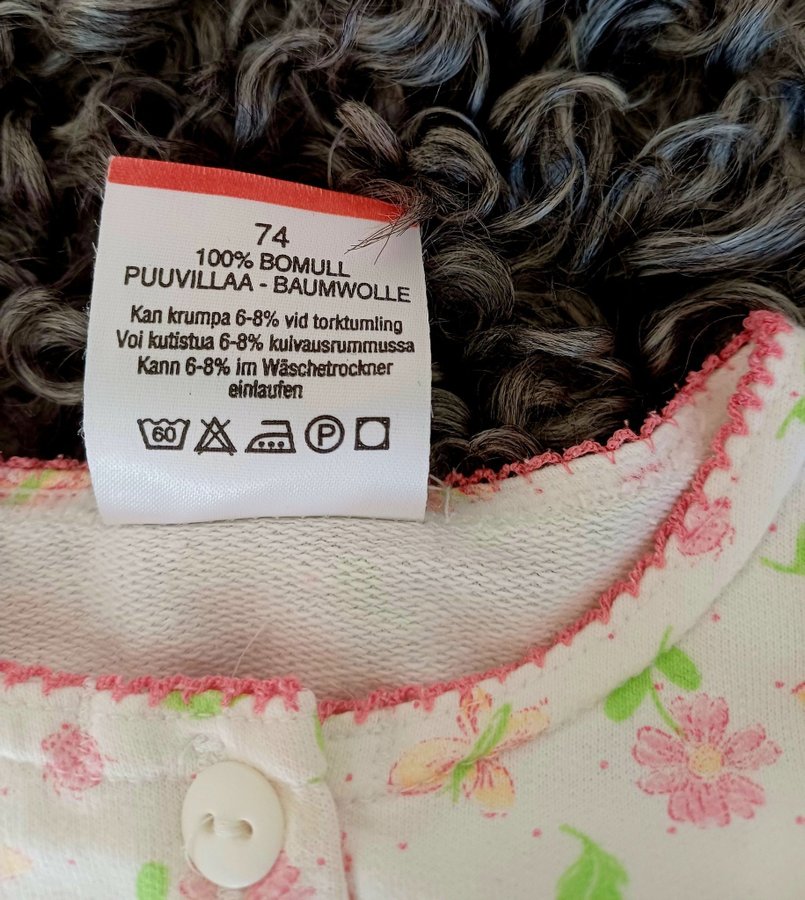 74
100% BOMULL
PUUVILLAA - BAUMWOLLE
Kan krumpa 6-8% vid torktumling
Voi kutistua 6-8% kuivausrummussa
Kann 6-8% im Wäschetrockner
einlaufen
60 P